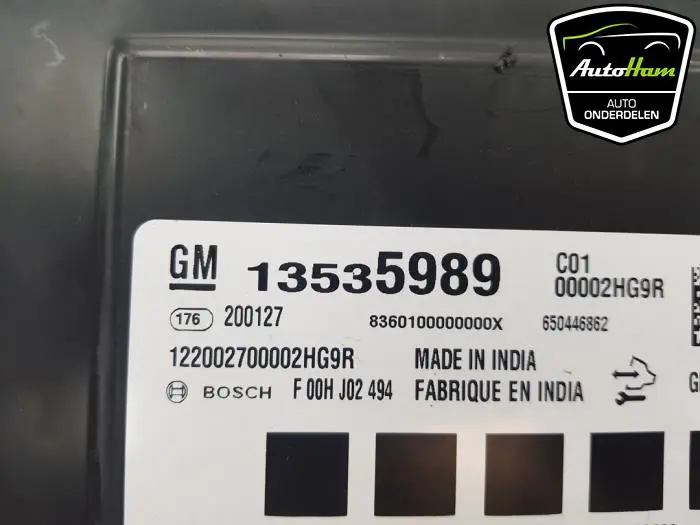 AutoHam
AUTO
ONDERDELEN
GM 13535989 C01
00002HG9R
176 200127 8360100000000X 650446862
122002700002HG9R MADE IN INDIA
BOSCH F 00H J02 494 FABRIQUE EN INDIA